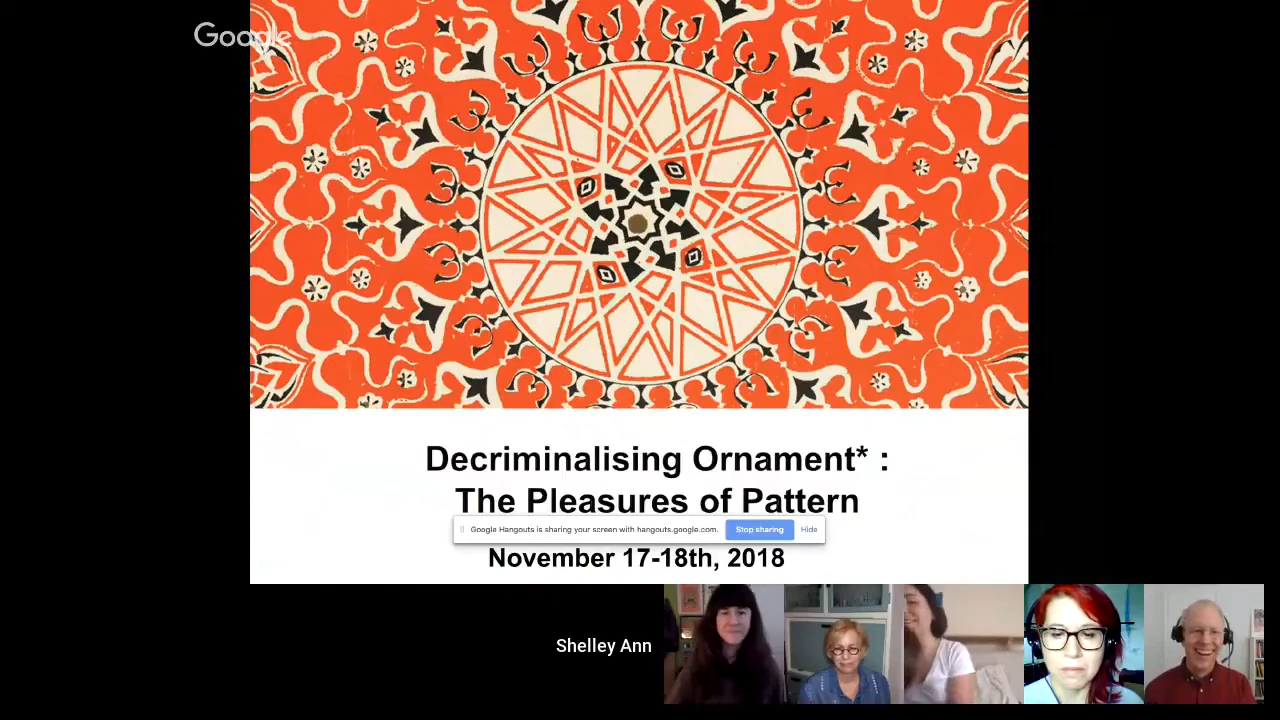 Google
Decriminalising Ornament* :
The Pleasures of Pattern
Google Hangouts is sharing your screen with hangouts.google.com. Stop sharing Hide
November 17-18th, 2018
Shelley Ann